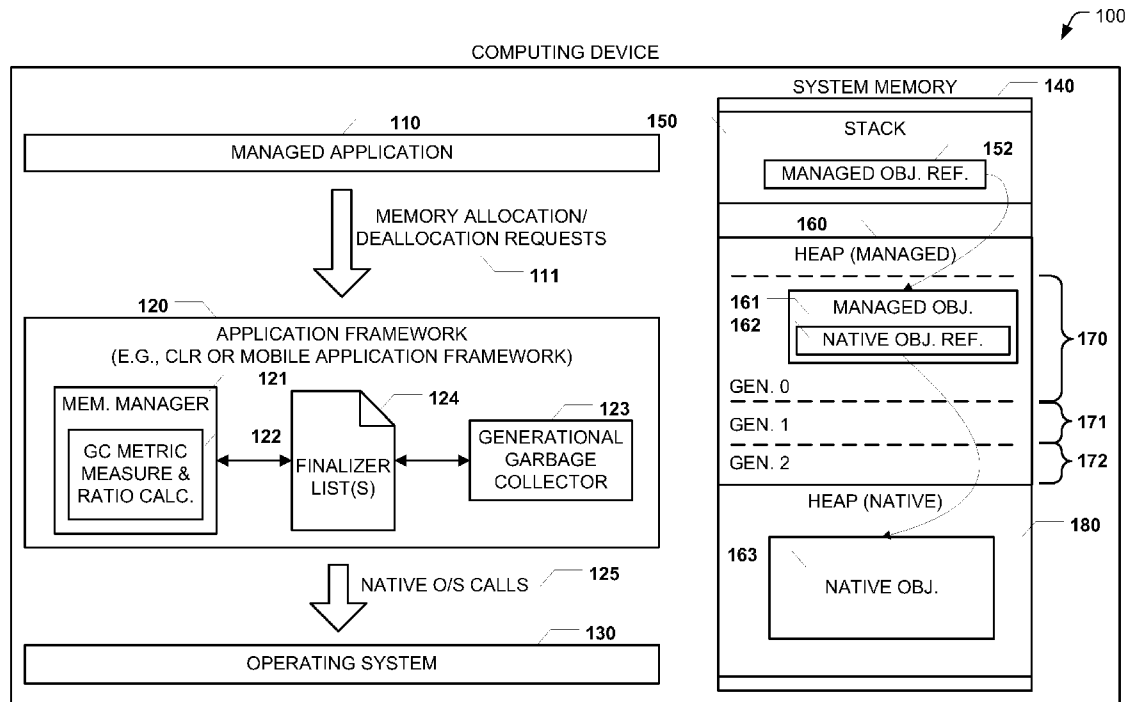 100
COMPUTING DEVICE
110
MANAGED APPLICATION
MEMORY ALLOCATION/
DEALLOCATION REQUESTS
111
120
APPLICATION FRAMEWORK
(E.G., CLR OR MOBILE APPLICATION FRAMEWORK)
121
MEM. MANAGER
GC METRIC
MEASURE &
RATIO CALC.
122
124
FINALIZER
LIST(S)
123
GENERATIONAL
GARBAGE
COLLECTOR
NATIVE O/S CALLS
125
130
OPERATING SYSTEM
SYSTEM MEMORY
140
150
STACK
152
MANAGED OBJ. REF.
160
HEAP (MANAGED)
161
MANAGED OBJ.
162
NATIVE OBJ. REF.
170
GEN. 0
GEN. 1
171
GEN. 2
172
HEAP (NATIVE)
180
163
NATIVE OBJ.